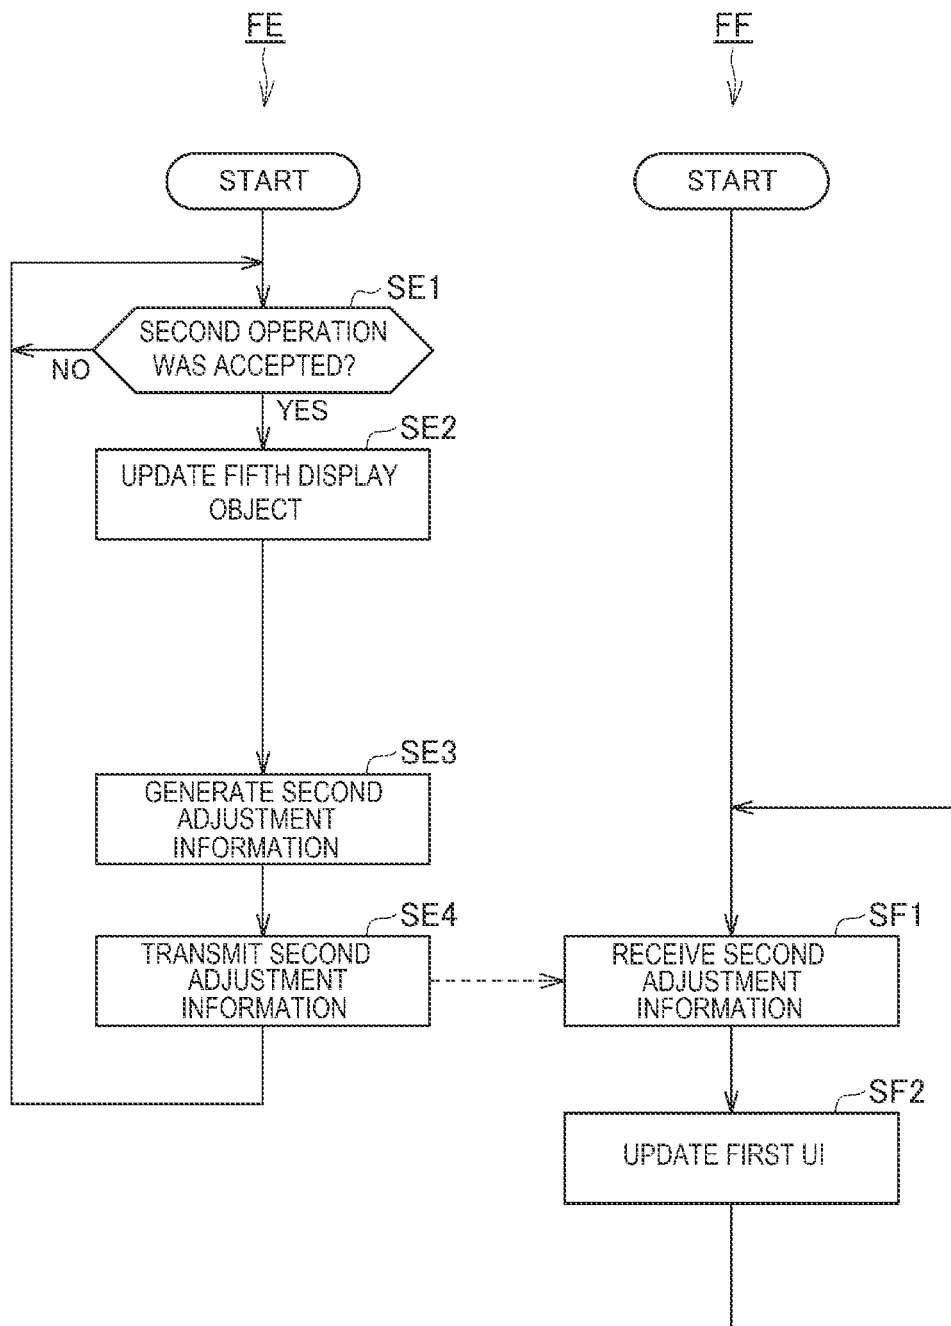 FE
FF
START
START
SE1
SECOND OPERATION
WAS ACCEPTED?
NO
YES
SE2
UPDATE FIFTH DISPLAY
OBJECT
SE3
GENERATE SECOND
ADJUSTMENT
INFORMATION
SE4
TRANSMIT SECOND
ADJUSTMENT
INFORMATION
SF1
RECEIVE SECOND
ADJUSTMENT
INFORMATION
SF2
UPDATE FIRST UI